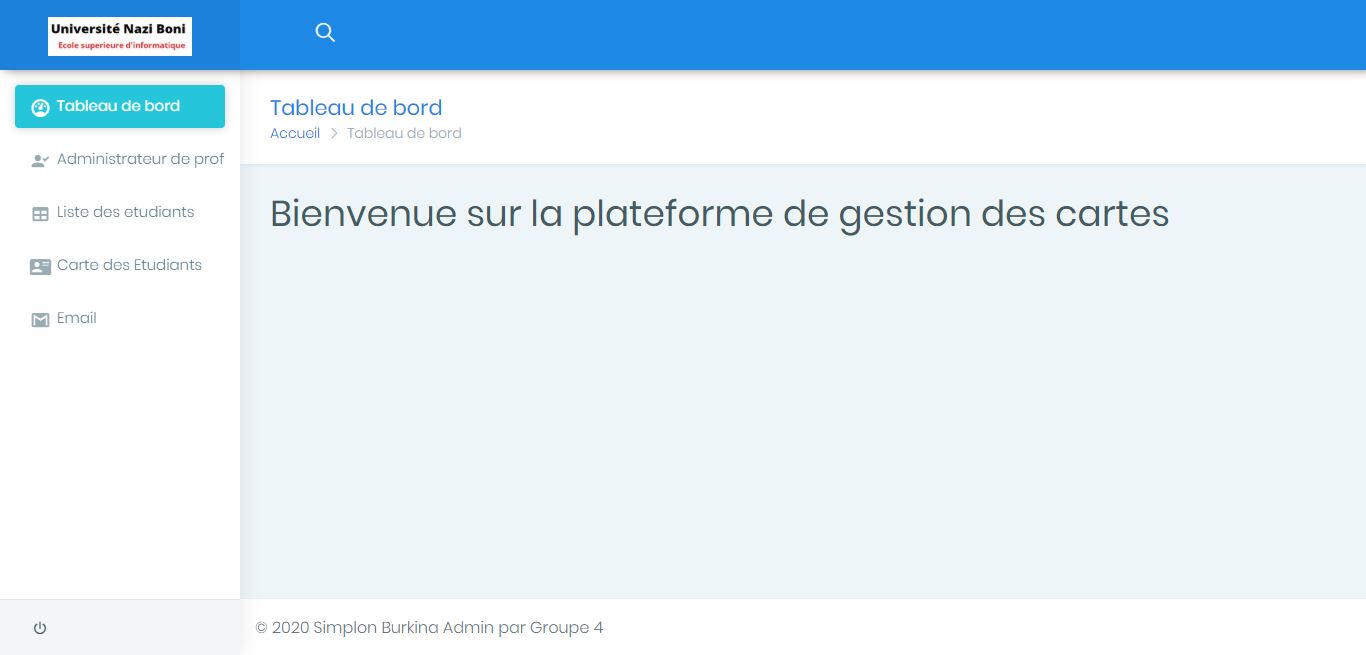 Université Nazi Boni
Ecole superieure d'informatique
Tableau de bord
Administrateur de prof
Liste des etudiants
Carte des Etudiants
Email
Tableau de bord
Accueil > Tableau de bord
Bienvenue sur la plateforme de gestion des cartes
© 2020 Simplon Burkina Admin par Groupe 4